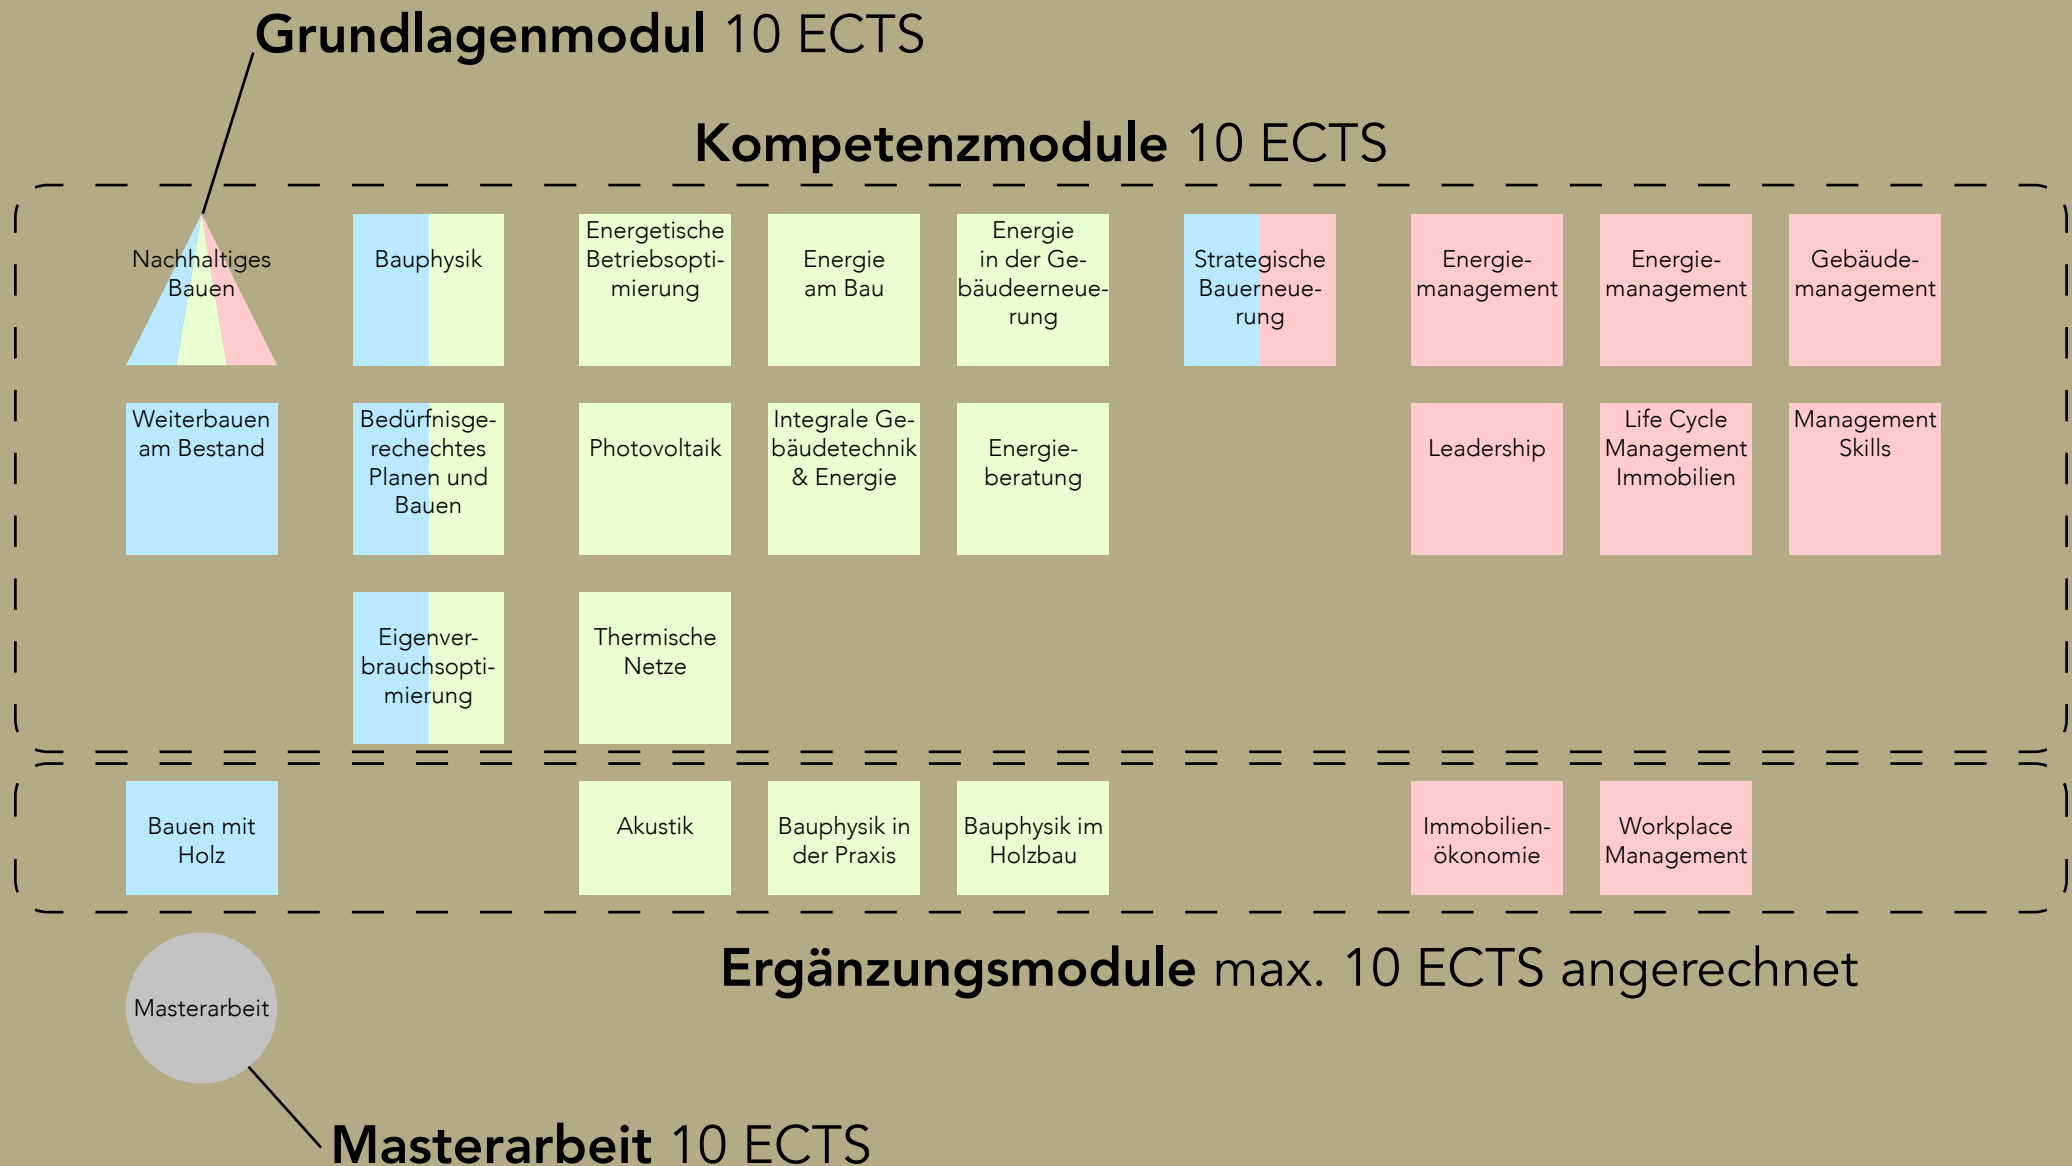 Grundlagenmodul 10 ECTS
Kompetenzmodule 10 ECTS
Nachhaltiges
Bauen
Bauphysik
Energetische
Betriebsopti-
mierung
Energie
am Bau
Energie
in der Ge-
bäudeerneue-
rung
Strategische
Bauerneue-
rung
Energie-
management
Energie-
management
Gebäude-
management
Weiterbauen
am Bestand
Bedürfnisge-
rechechtes
Planen und
Bauen
Photovoltaik
Integrale Ge-
bäudetechnik
& Energie
Energie-
beratung
Leadership
Life Cycle
Management
Immobilien
Management
Skills
Eigenver-
brauchsopti-
mierung
Thermische
Netze
Bauen mit
Holz
Akustik
Bauphysik in
der Praxis
Bauphysik im
Holzbau
Immobilien-
ökonomie
Workplace
Management
Ergänzungsmodule max. 10 ECTS angerechnet
Masterarbeit
Masterarbeit 10 ECTS